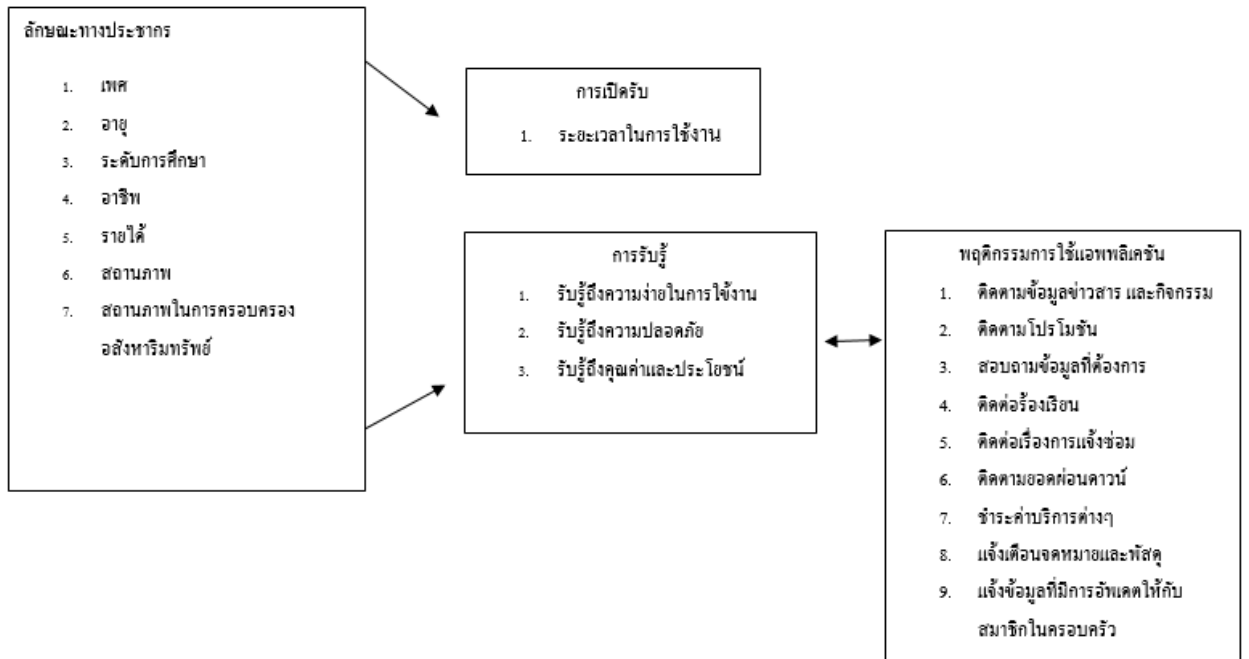 ลักษณะทางประชากร
1. เพศ
2. อายุ
3. ระดับการศึกษา
4. อาชีพ
5. รายได้
6. สถานภาพ
7. สถานภาพในการครอบครอง
อสังหาริมทรัพย์
การเปิดรับ
1. ระยะเวลาในการใช้งาน
การรับรู้
1. รับรู้ถึงความง่ายในการใช้งาน
2. รับรู้ถึงความปลอดภัย
3. รับรู้ถึงคุณค่าและประโยชน์
พฤติกรรมการใช้แอพพลิเคชัน
1. ติดตามข้อมูลข่าวสาร และกิจกรรม
2. ติดตามโปรโมชัน
3. สอบถามข้อมูลที่ต้องการ
4. ติดต่อร้องเรียน
5. ติดต่อเรื่องการแจ้งซ่อม
6. ติดตามยอดผ่อนดาวน์
7. ชำระค่าบริการต่างๆ
8. แจ้งเตือนจดหมายและพัสดุ
9. แจ้งข้อมูลที่มีการอัพเดตให้กับ
สมาชิกในครอบครัว